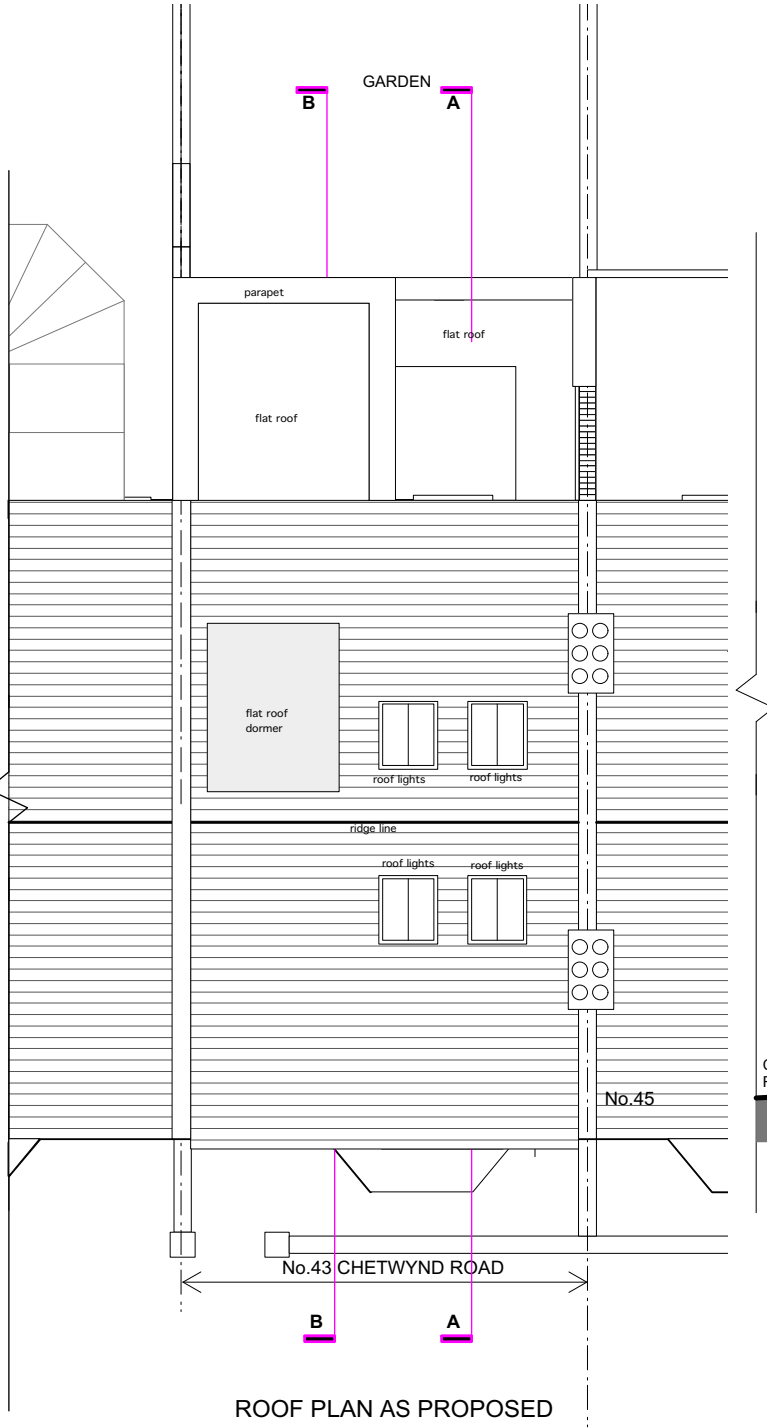 GARDEN
B
A
parapet
flat roof
flat roof
flat roof
dormer
roof lights
roof lights
ridge line
roof lights
roof lights
No.45
No.43 CHETWYND ROAD
B
A
ROOF PLAN AS PROPOSED